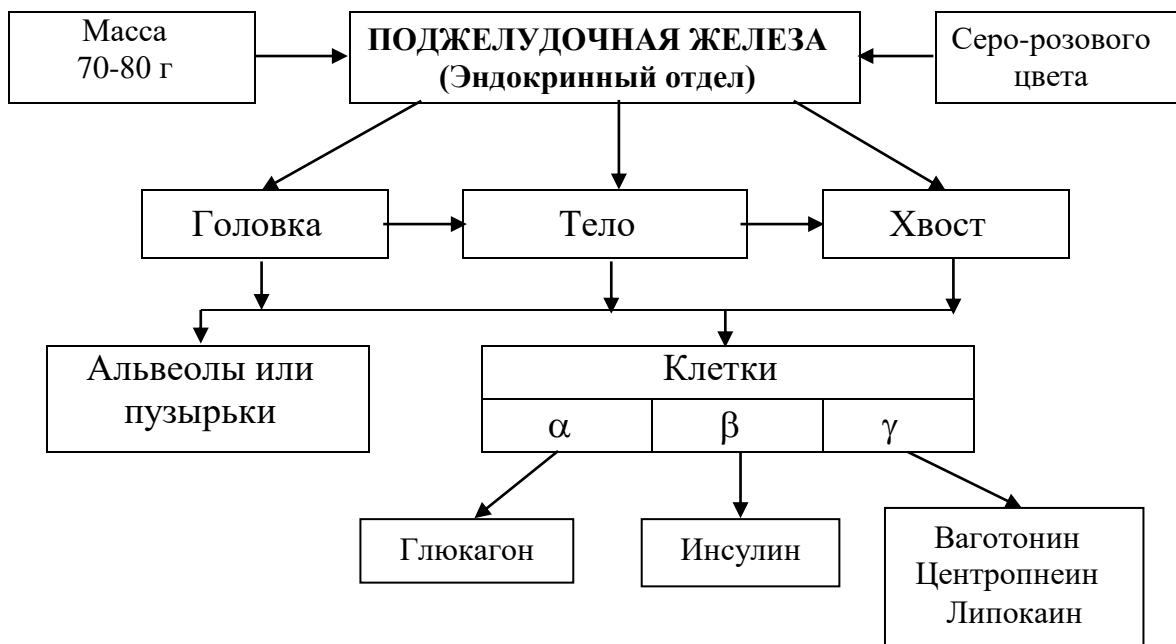 Масса
70-80 г
ПОДЖЕЛУДОЧНАЯ ЖЕЛЕЗА
(Эндокринный отдел)
Серо-розового
цвета
Головка
Тело
Хвост
Альвеолы или
пузырьки
Клетки
α
β
γ
Глюкагон
Инсулин
Ваготонин
Центропнеин
Липокаин